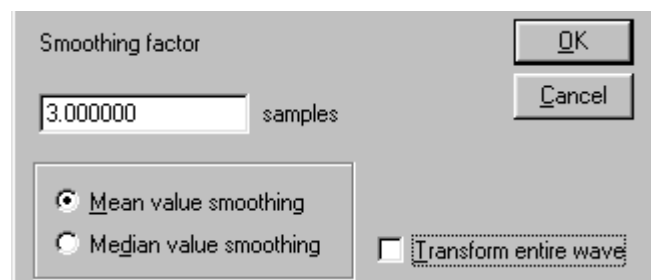 Smoothing factor
OK
3.000000 samples
Cancel
Mean value smoothing
Median value smoothing
Transform entire wave